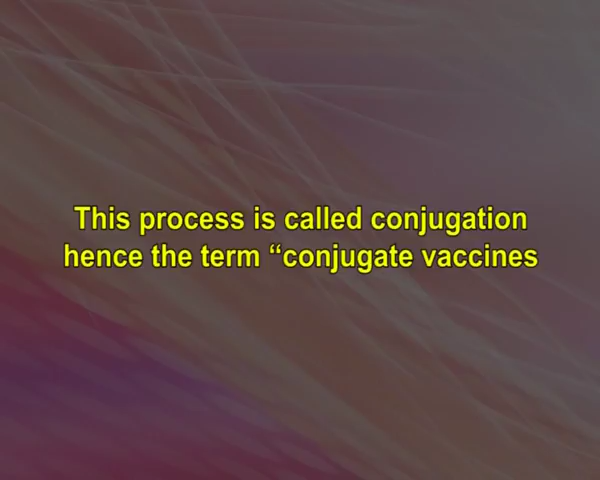 This process is called conjugation
hence the term “conjugate vaccines